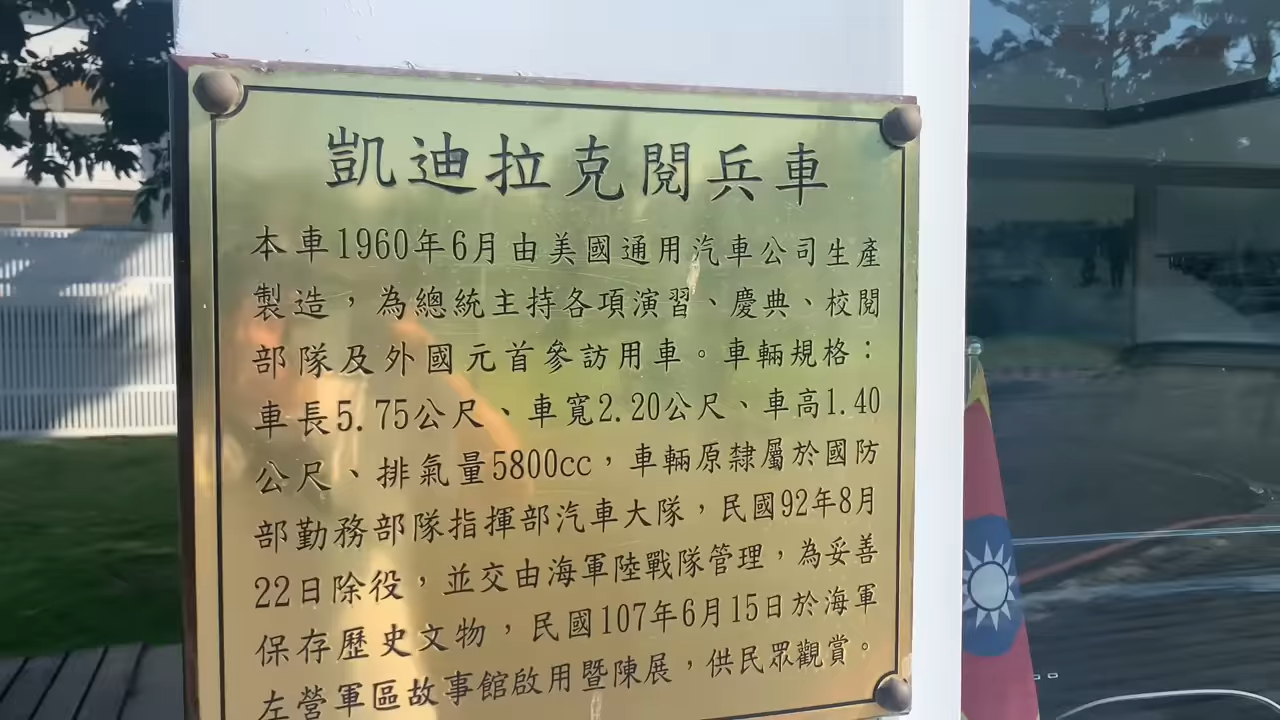 凱迪拉克閱兵車
本車1960年6月由美國通用汽車公司生產
製造，為總統主持各項演習、慶典、校閱
部隊及外國元首參訪用車。車輛規格：
車長5.75公尺、車寬2.20公尺、車高1.40
公尺、排氣量5800cc，車輛原隸屬於國防
部勤務部隊指揮部汽車大隊，民國92年8月
22日除役，並交由海軍陸戰隊管理，為妥善
保存歷史文物，民國107年6月15日於海軍
左營軍區故事館啟用暨陳展，供民眾觀賞。